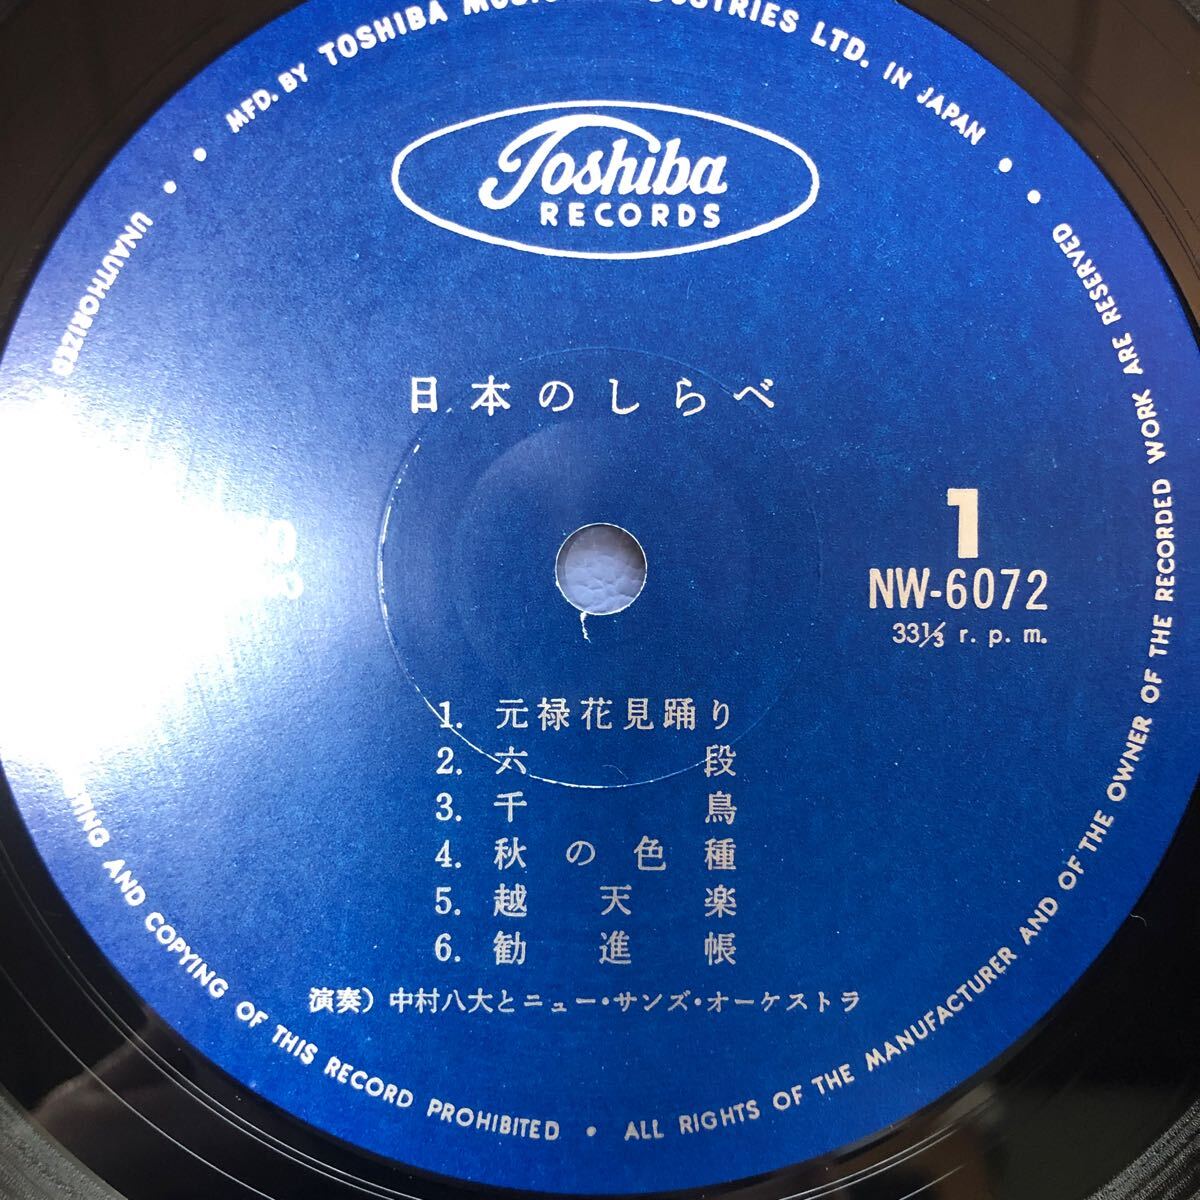 MFD. BY TOSHIBA INDUSTRIES LTD. IN JAPAN
Toshiba
RECORDS
日本のしらべ
1
NW-6072
33⅓ r. p. m.
1. 元禄花見踊り
2. 六段
3. 千鳥
4. 秋の色種
5. 越天楽
6. 勧進帳
演奏) 中村八大とニュー・サンズ・オーケストラ
ALL RIGHTS OF THE MANUFACTURER AND OF THE OWNER OF THE RECORDED WORK ARE RESERVED
UNAUTHORIZED
AND COPYING OF THIS RECORD PROHIBITED